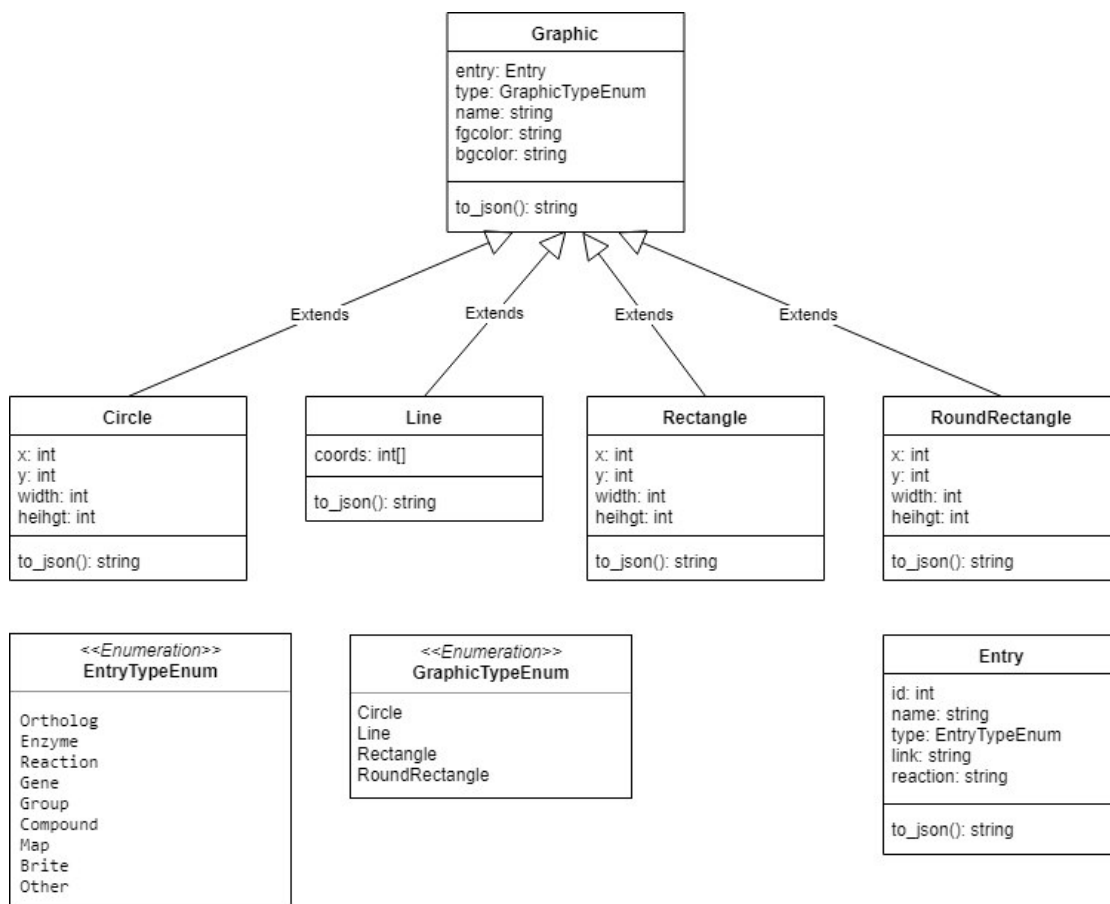 Graphic
entry: Entry
type: GraphicTypeEnum
name: string
fgcolor: string
bgcolor: string
to_json(): string
Extends
Extends
Extends
Extends
Circle
x: int
y: int
width: int
heihgt: int
to_json(): string
Line
coords: int[]
to_json(): string
Rectangle
x: int
y: int
width: int
heihgt: int
to_json(): string
RoundRectangle
x: int
y: int
width: int
heihgt: int
to_json(): string
<<Enumeration>>
EntryTypeEnum
Ortholog
Enzyme
Reaction
Gene
Group
Compound
Map
Brite
Other
<<Enumeration>>
GraphicTypeEnum
Circle
Line
Rectangle
RoundRectangle
Entry
id: int
name: string
type: EntryTypeEnum
link: string
reaction: string
to_json(): string